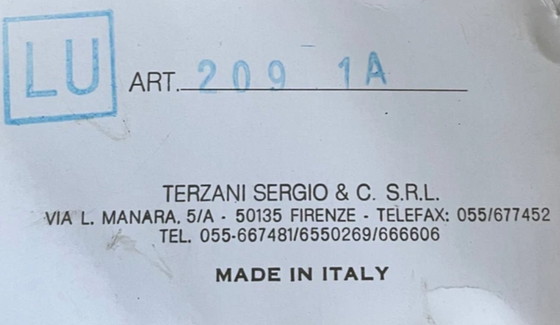 LU
ART. 209 1A
TERZANI SERGIO & C. S.R.L.
VIA L. MANARA, 5/A - 50135 FIRENZE - TELEFAX: 055/677452
TEL. 055-667481/6550269/666606
MADE IN ITALY